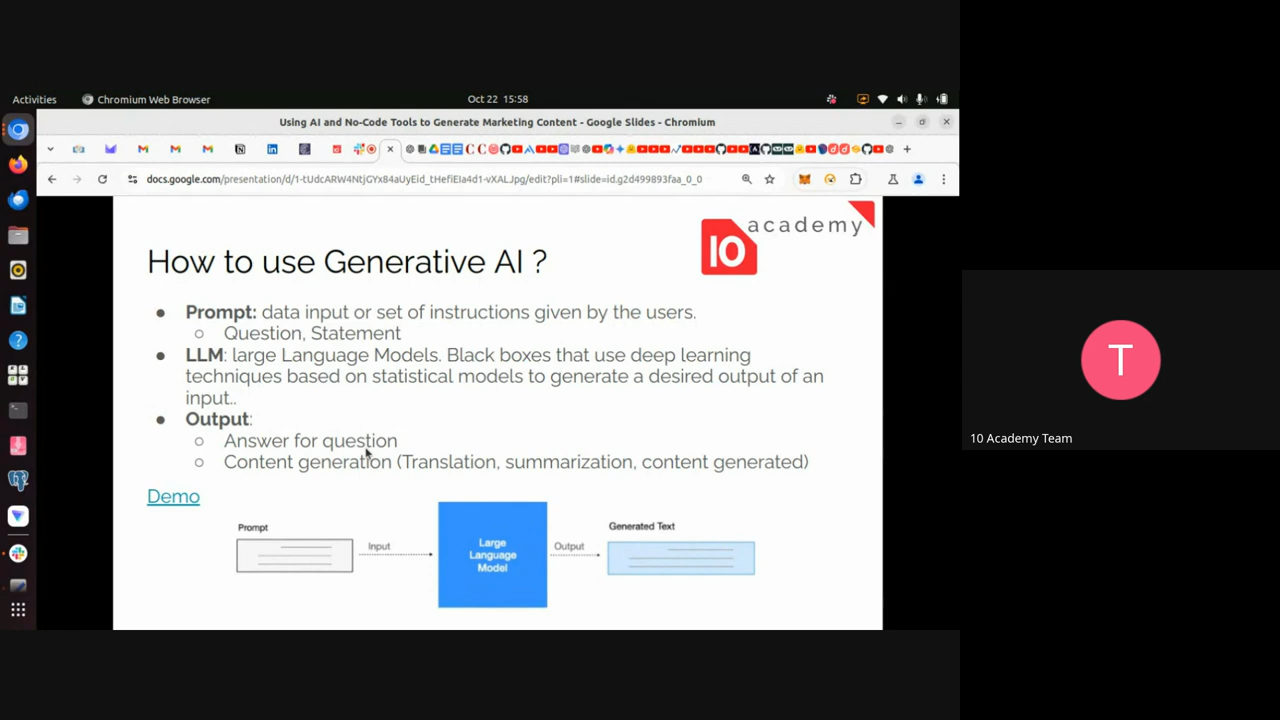 Activities
Chromium Web Browser
Oct 22 15:58
Using AI and No-Code Tools to Generate Marketing Content - Google Slides - Chromium
docs.google.com/presentation/d/1-tUdcARW4NtjGYx84aUyEid_tHefiEIa4d1-vXALJpg/edit?pli=1#slide=id.g2d499893faa_0_0
10 academy
How to use Generative AI ?
● Prompt: data input or set of instructions given by the users.
○ Question, Statement
● LLM: large Language Models. Black boxes that use deep learning
techniques based on statistical models to generate a desired output of an
input..
● Output:
○ Answer for question
○ Content generation (Translation, summarization, content generated)
Demo
Prompt
Input
Large
Language
Model
Output
Generated Text
T
10 Academy Team